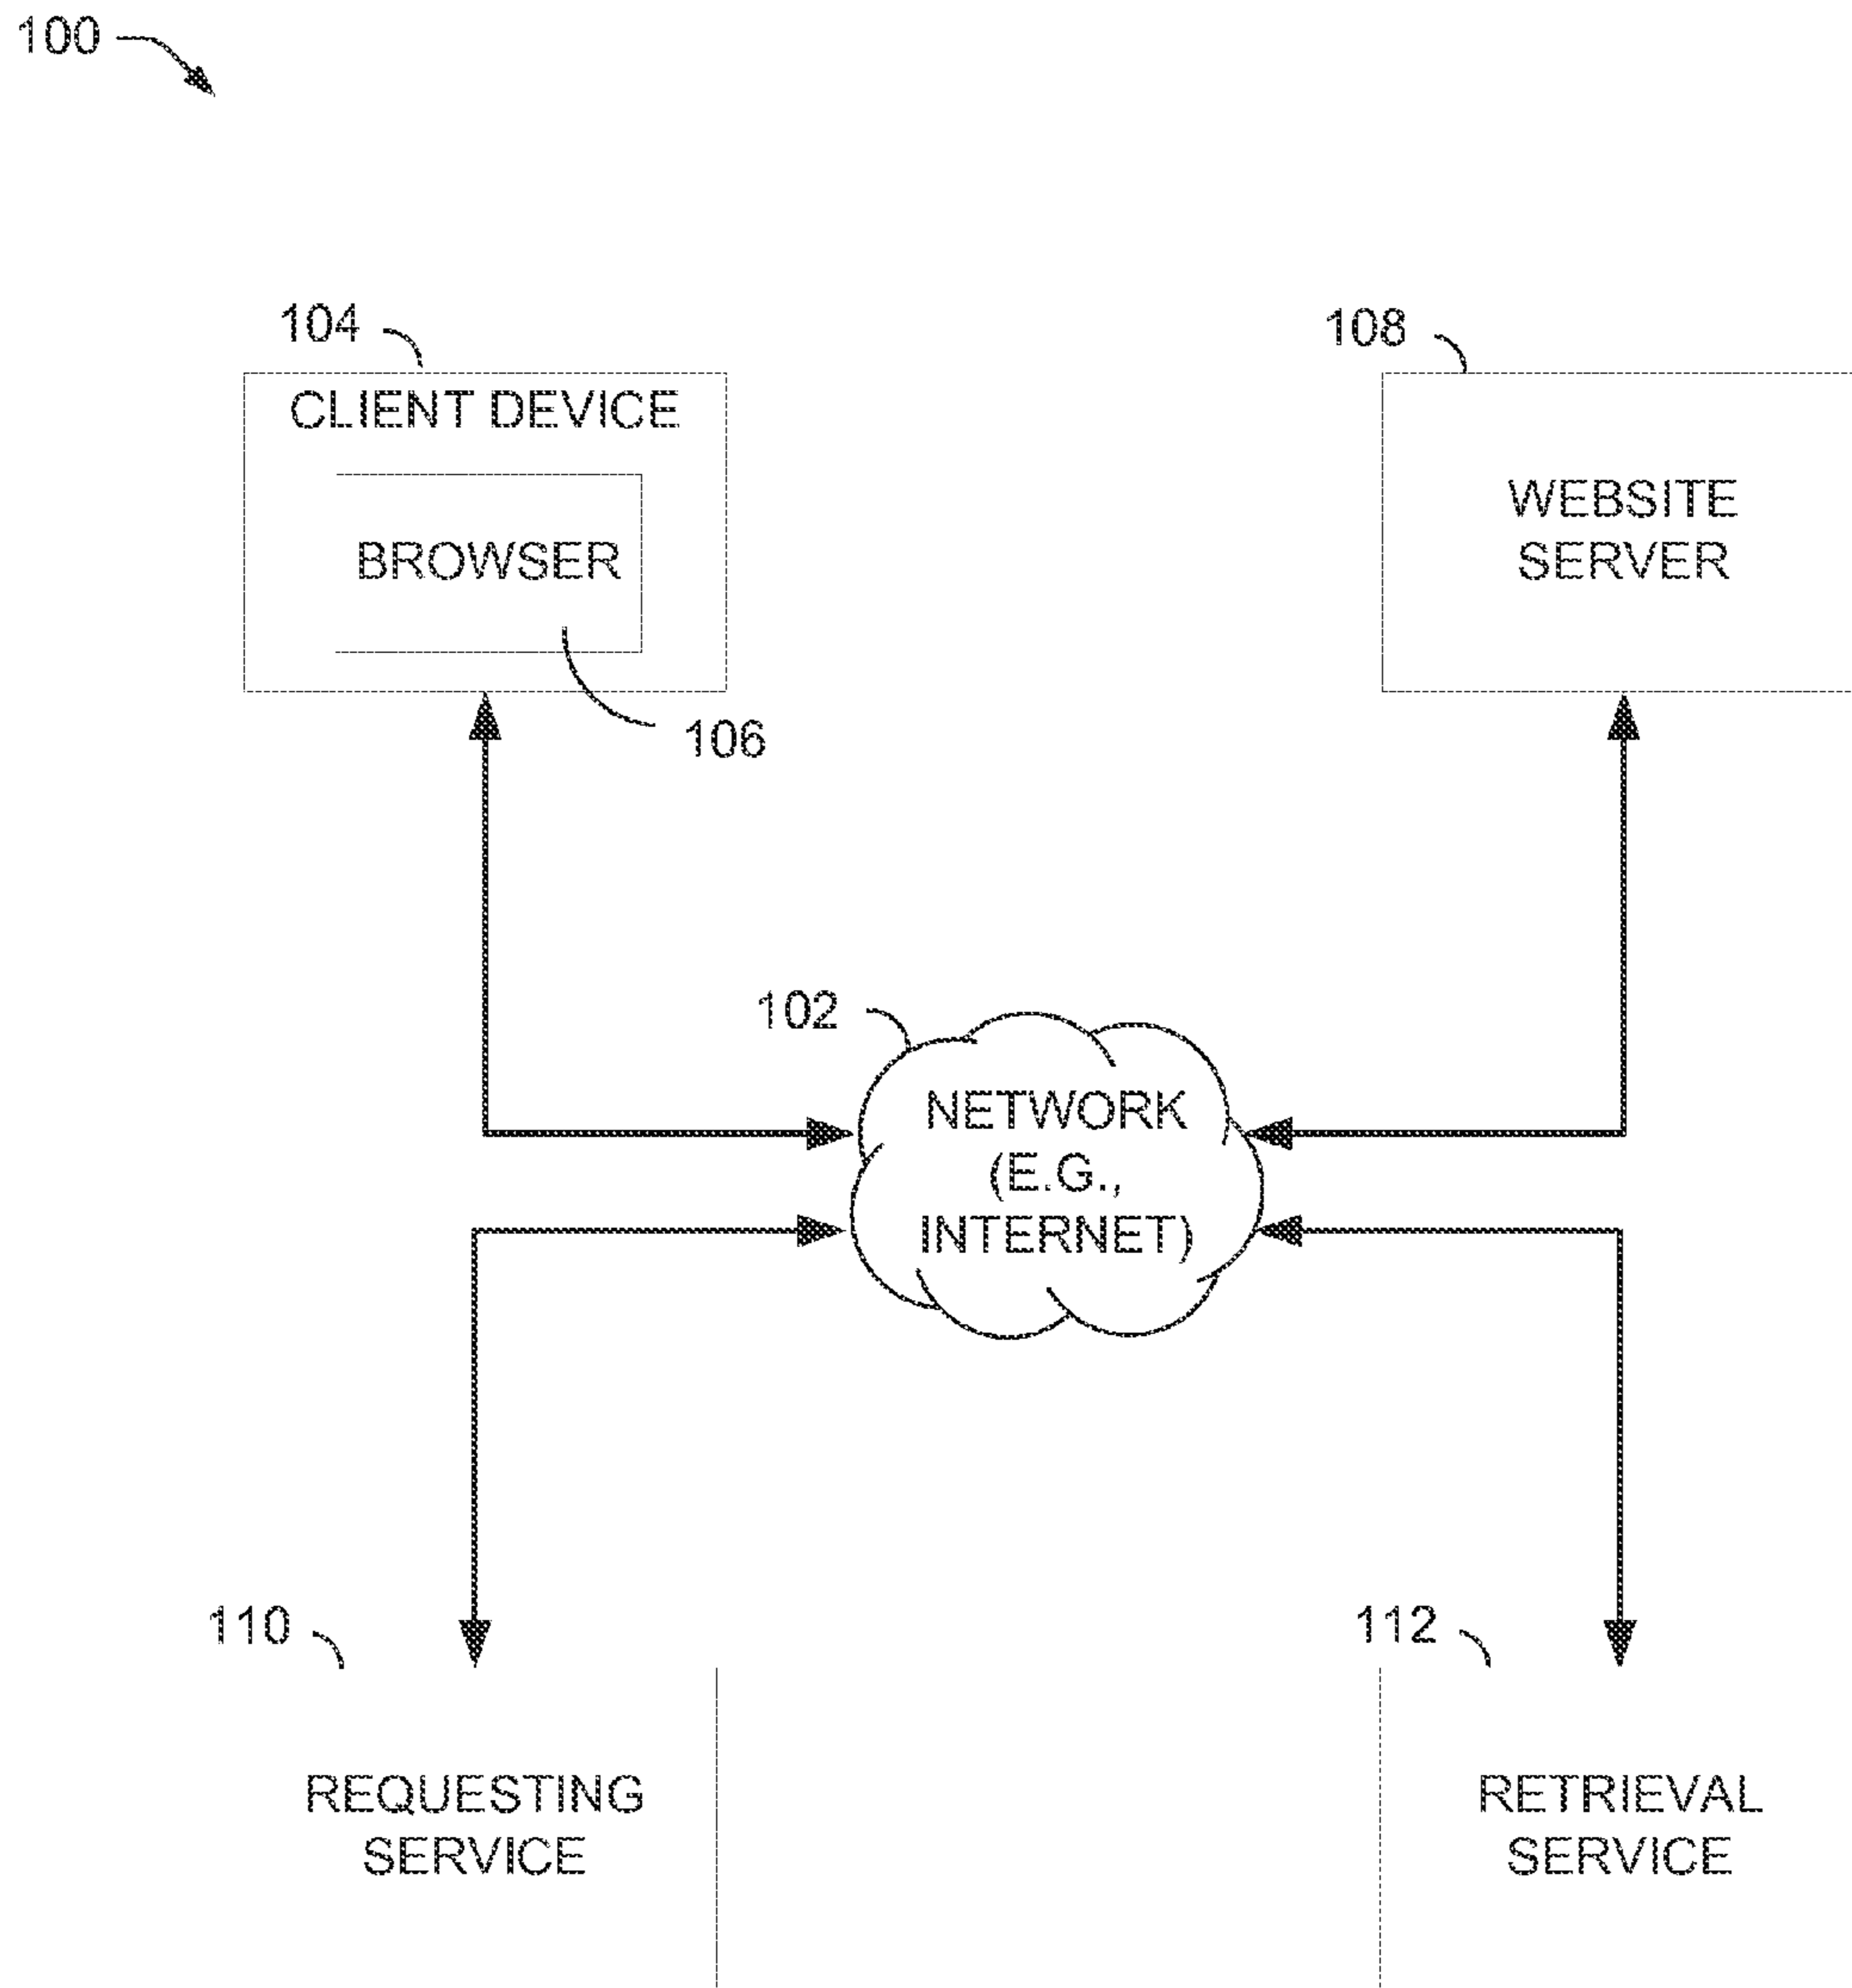 100
104
CLIENT DEVICE
BROWSER
106
108
WEBSITE
SERVER
102
NETWORK
(E.G.,
INTERNET)
110
REQUESTING
SERVICE
112
RETRIEVAL
SERVICE